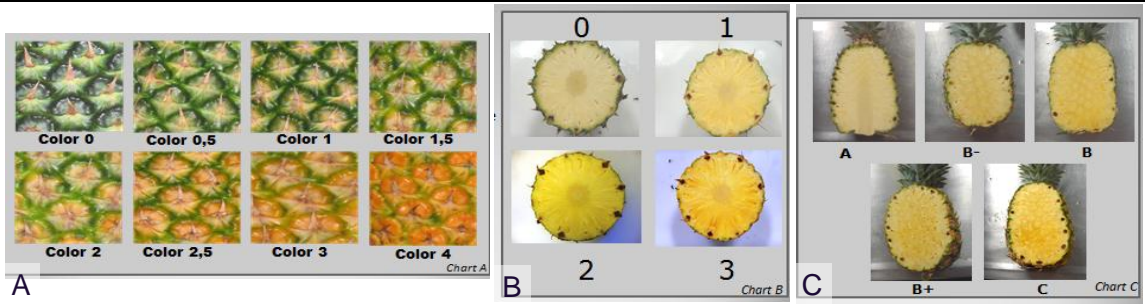 Color 0 Color 0,5 Color 1 Color 1,5
Color 2 Color 2,5 Color 3 Color 4
Chart A
A
0 1
2 3
Chart B
B
A B- B
B+ C
Chart C
C